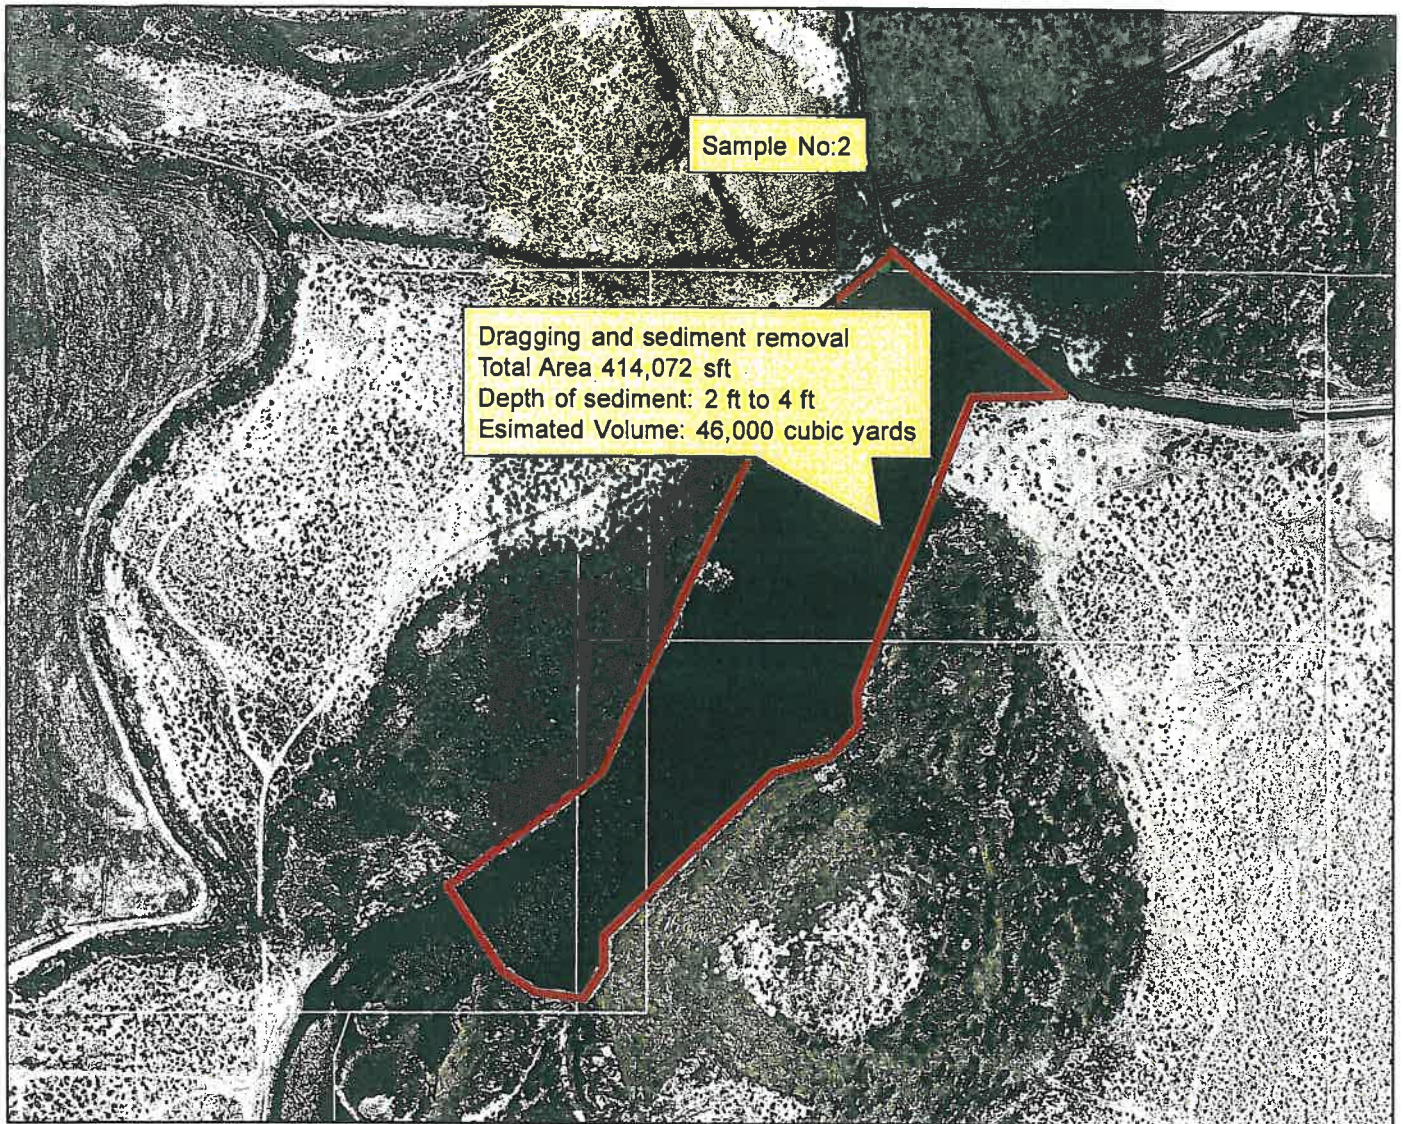 Sample No:2
Dragging and sediment removal
Total Area 414,072 sft
Depth of sediment: 2 ft to 4 ft
Esimated Volume: 46,000 cubic yards